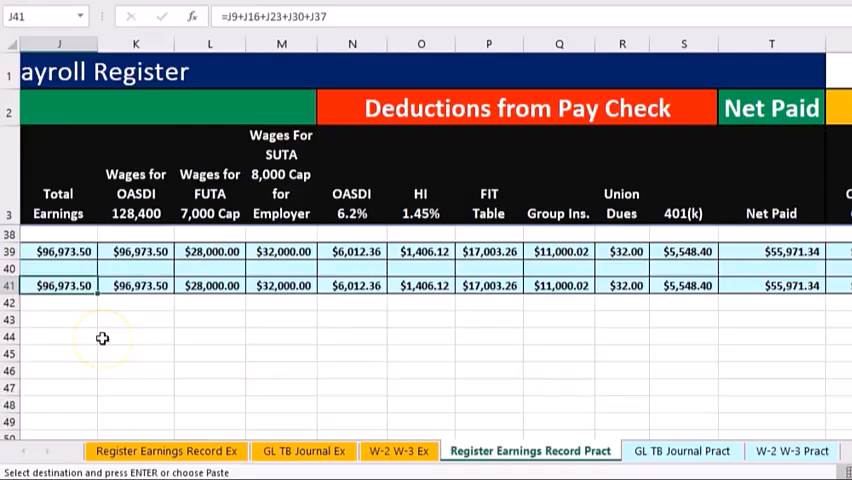 J41 fx =J9+J16+J23+J30+J37
J K L M N O P Q R S T
1 ayroll Register
2 Deductions from Pay Check Net Paid
Wages For
SUTA
Wages for Wages for 8,000 Cap
Total OASDI FUTA for OASDI HI FIT Union
3 Earnings 128,400 7,000 Cap Employer 6.2% 1.45% Table Group Ins. Dues 401(k) Net Paid
38
39 $96,973.50 $96,973.50 $28,000.00 $32,000.00 $6,012.36 $1,406.12 $17,003.26 $11,000.02 $32.00 $5,548.40 $55,971.34
40
41 $96,973.50 $96,973.50 $28,000.00 $32,000.00 $6,012.36 $1,406.12 $17,003.26 $11,000.02 $32.00 $5,548.40 $55,971.34
42
43
44
45
46
47
48
49
Register Earnings Record Ex GL TB Journal Ex W-2 W-3 Ex Register Earnings Record Pract GL TB Journal Pract W-2 W-3 Pract
Select destination and press ENTER or choose Paste